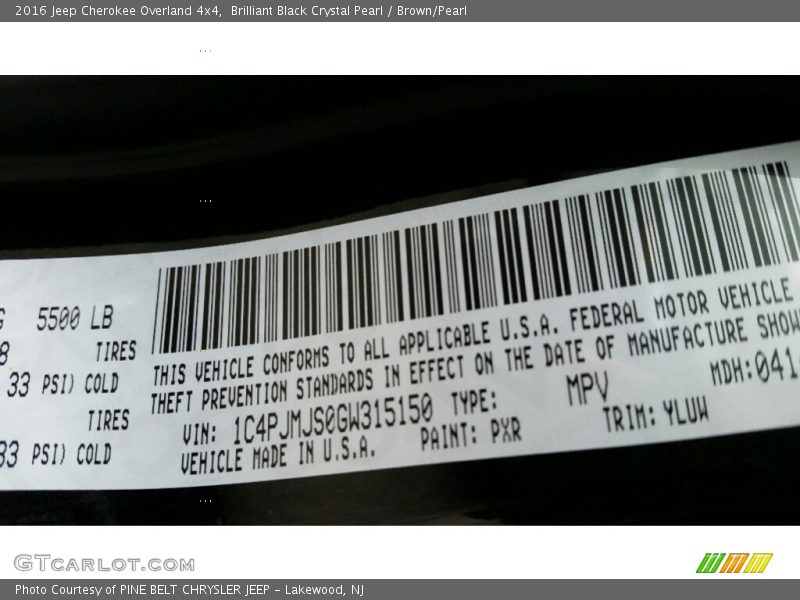 2016 Jeep Cherokee Overland 4x4,  Brilliant Black Crystal Pearl / Brown/Pearl
G 5500 LB
8 TIRES
33 PSI) COLD
TIRES
33 PSI) COLD
THIS VEHICLE CONFORMS TO ALL APPLICABLE U.S.A. FEDERAL MOTOR VEHICLE
THEFT PREVENTION STANDARDS IN EFFECT ON THE DATE OF MANUFACTURE SHOW
VIN: 1C4PJMJS0GW315150 TYPE: MPV MDH:041
VEHICLE MADE IN U.S.A. PAINT: PXR TRIM: YLUW
GTCARLOT.COM
Photo Courtesy of PINE BELT CHRYSLER JEEP - Lakewood, NJ